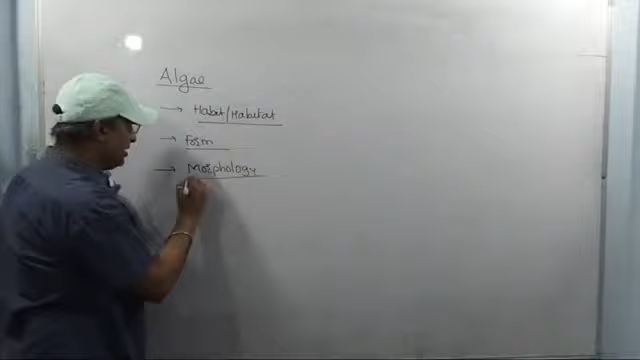 Algae
→ Habit/Habitat
→ Form
→ Morphology